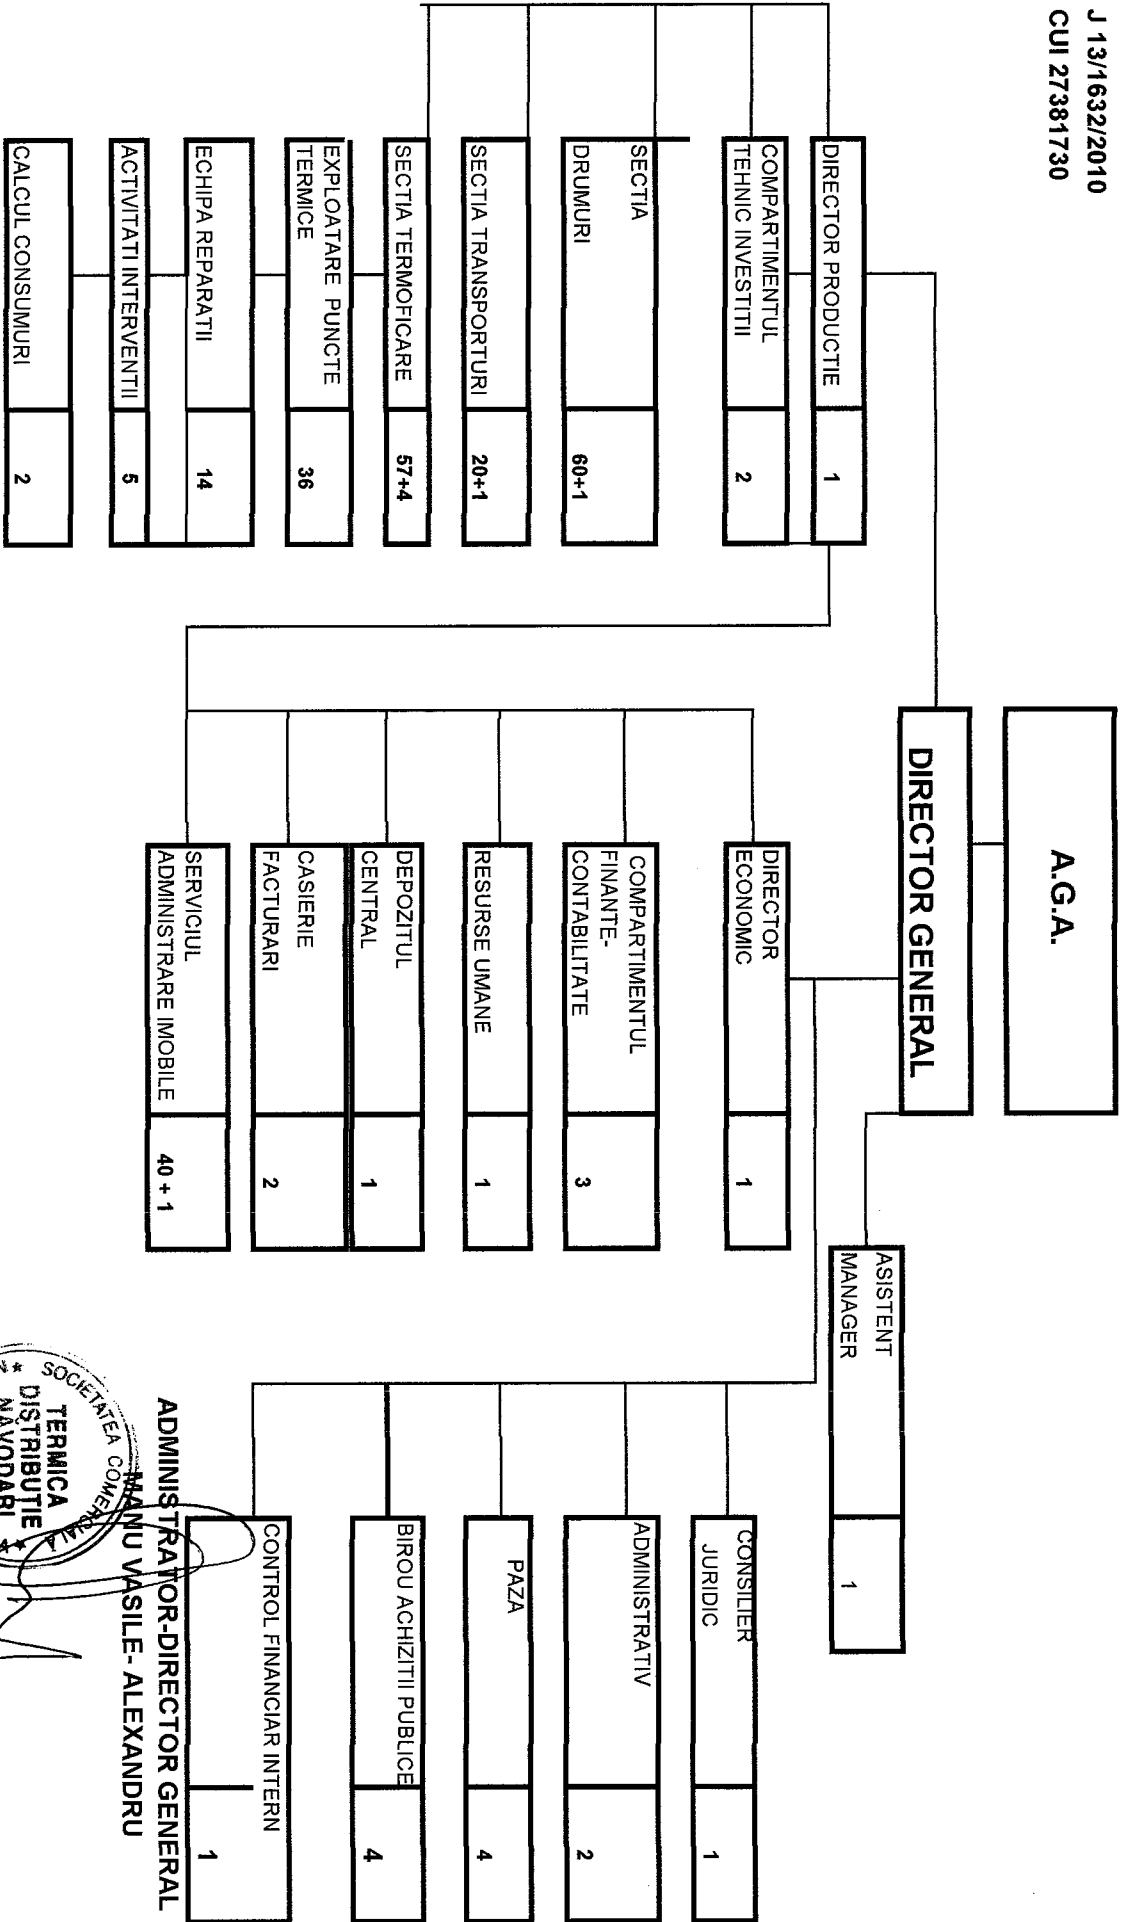 J 13/1632/2010
CUI 27381730
A.G.A.
DIRECTOR GENERAL
ASISTENT
MANAGER
1
DIRECTOR PRODUCTIE
1
COMPARTIMENTUL
TEHNIC INVESTITII
2
SECTIA
DRUMURI
60+1
SECTIA TRANSPORTURI
20+1
SECTIA TERMOFICARE
57+4
EXPLOATARE PUNCTE
TERMICE
36
ECHIPA REPARATII
14
ACTIVITATI INTERVENTII
5
CALCUL CONSUMURI
2
DIRECTOR
ECONOMIC
1
COMPARTIMENTUL
FINANTE-
CONTABILITATE
3
RESURSE UMANE
1
DEPOZITUL
CENTRAL
1
CASIERIE
FACTURARI
2
SERVICIUL
ADMINISTRARE IMOBILE
40 + 1
CONSILIER
JURIDIC
1
ADMINISTRATIV
2
PAZA
4
BIROU ACHIZITII PUBLICE
4
CONTROL FINANCIAR INTERN
1
ADMINISTRATOR-DIRECTOR GENERAL
MANU VASILE- ALEXANDRU
SOCIETATEA COMERCIALA
TERMICA
DISTRIBUTIE
NĂVODARI